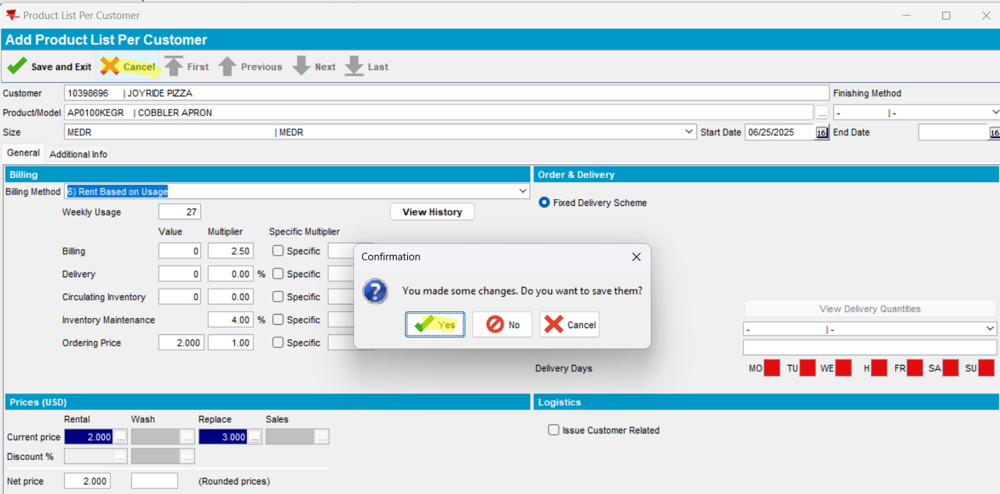 Product List Per Customer
Add Product List Per Customer
Save and Exit Cancel First Previous Next Last
Customer 10398696 | JOYRIDE PIZZA Finishing Method
Product/Model AP0100KEGR | COBBLER APRON ... - | -
Size MEDR | MEDR Start Date 06/25/2025 16 End Date 16
General Additional Info
Billing Order & Delivery
Billing Method 6) Rent Based on Usage
Fixed Delivery Scheme
Weekly Usage 27 View History
Value Multiplier Specific Multiplier
Billing 0 2.50 Specific
Delivery 0 0.00 % Specific
Circulating Inventory 0 0.00 Specific
Inventory Maintenance 4.00 % Specific
Ordering Price 2.000 1.00 Specific
Confirmation
You made some changes. Do you want to save them?
Yes No Cancel
View Delivery Quantities
- | -
Delivery Days MO TU WE H FR SA SU
Prices (USD) Logistics
Rental Wash Replace Sales
Current price 2.000 ... ... 3.000 ... ...
Issue Customer Related
Discount % ... ...
Net price 2.000 (Rounded prices)